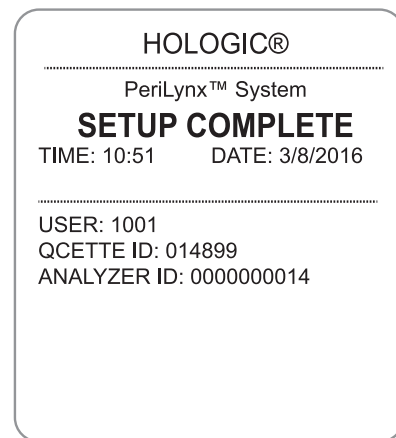 HOLOGIC®
PeriLynx™ System
SETUP COMPLETE
TIME: 10:51 DATE: 3/8/2016
USER: 1001
QCETTE ID: 014899
ANALYZER ID: 0000000014